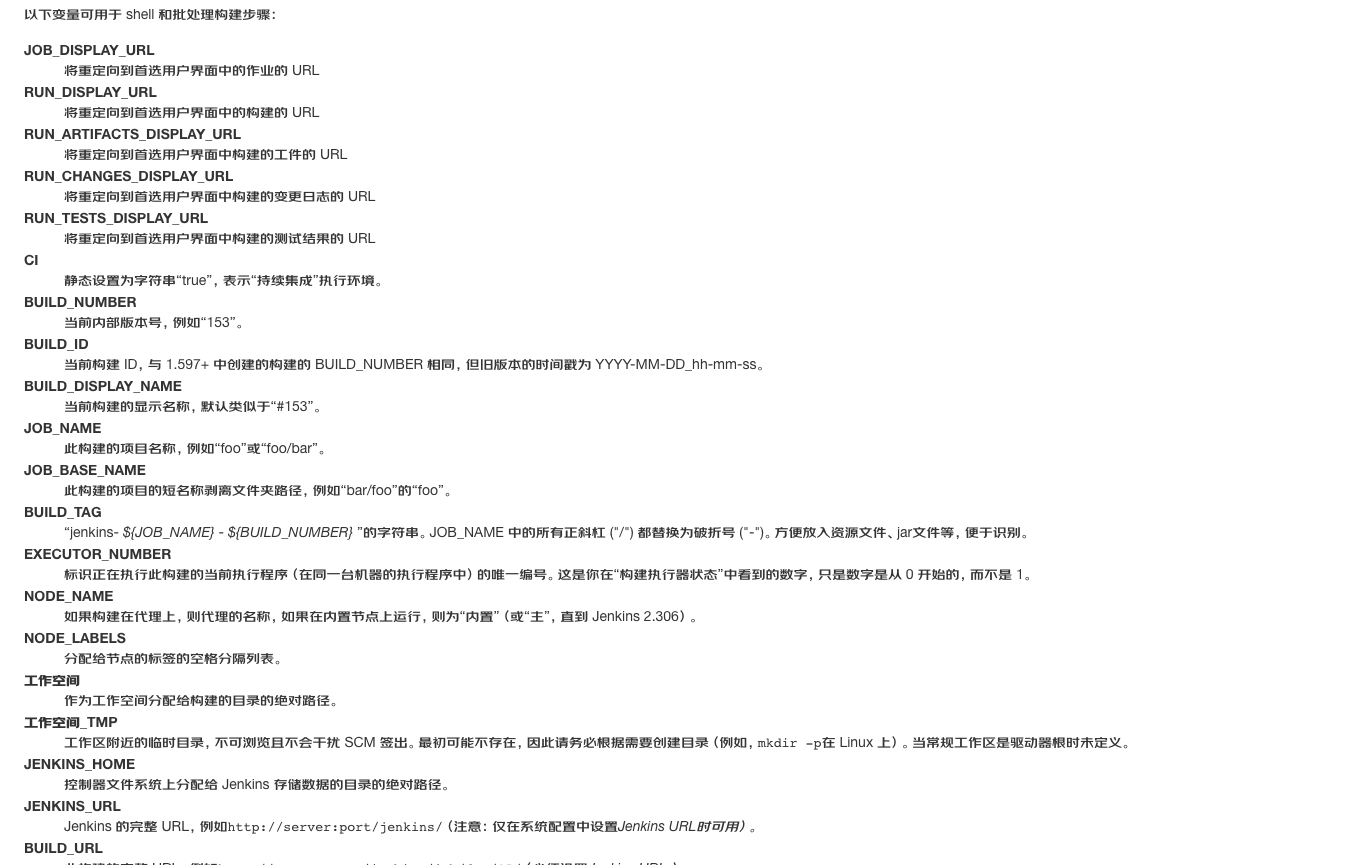 以下变量可用于 shell 和批处理构建步骤：
JOB_DISPLAY_URL
将重定向到首选用户界面中的作业的 URL
RUN_DISPLAY_URL
将重定向到首选用户界面中的构建的 URL
RUN_ARTIFACTS_DISPLAY_URL
将重定向到首选用户界面中构建的工件的 URL
RUN_CHANGES_DISPLAY_URL
将重定向到首选用户界面中构建的变更日志的 URL
RUN_TESTS_DISPLAY_URL
将重定向到首选用户界面中构建的测试结果的 URL
CI
静态设置为字符串“true”，表示“持续集成”执行环境。
BUILD_NUMBER
当前内部版本号，例如“153”。
BUILD_ID
当前构建 ID，与 1.597+ 中创建的构建的 BUILD_NUMBER 相同，但旧版本的时间戳为 YYYY-MM-DD_hh-mm-ss。
BUILD_DISPLAY_NAME
当前构建的显示名称，默认类似于“#153”。
JOB_NAME
此构建的项目名称，例如“foo”或“foo/bar”。
JOB_BASE_NAME
此构建的项目的短名称剥离文件夹路径，例如“bar/foo”的“foo”。
BUILD_TAG
“jenkins- ${JOB_NAME} - ${BUILD_NUMBER} ”的字符串。JOB_NAME 中的所有正斜杠 ("/") 都替换为破折号 ("-")。方便放入资源文件、jar文件等，便于识别。
EXECUTOR_NUMBER
标识正在执行此构建的当前执行程序（在同一台机器的执行程序中）的唯一编号。这是你在“构建执行器状态”中看到的数字，只是数字是从 0 开始的，而不是 1。
NODE_NAME
如果构建在代理上，则代理的名称，如果在内置节点上运行，则为“内置”（或“主”，直到 Jenkins 2.306）。
NODE_LABELS
分配给节点的标签的空格分隔列表。
工作空间
作为工作空间分配给构建的目录的绝对路径。
工作空间_TMP
工作区附近的临时目录，不可浏览且不会干扰 SCM 签出。最初可能不存在，因此请务必根据需要创建目录（例如，mkdir -p在 Linux 上）。当常规工作区是驱动器根时未定义。
JENKINS_HOME
控制器文件系统上分配给 Jenkins 存储数据的目录的绝对路径。
JENKINS_URL
Jenkins 的完整 URL，例如http://server:port/jenkins/（注意：仅在系统配置中设置Jenkins URL时可用）。
BUILD_URL